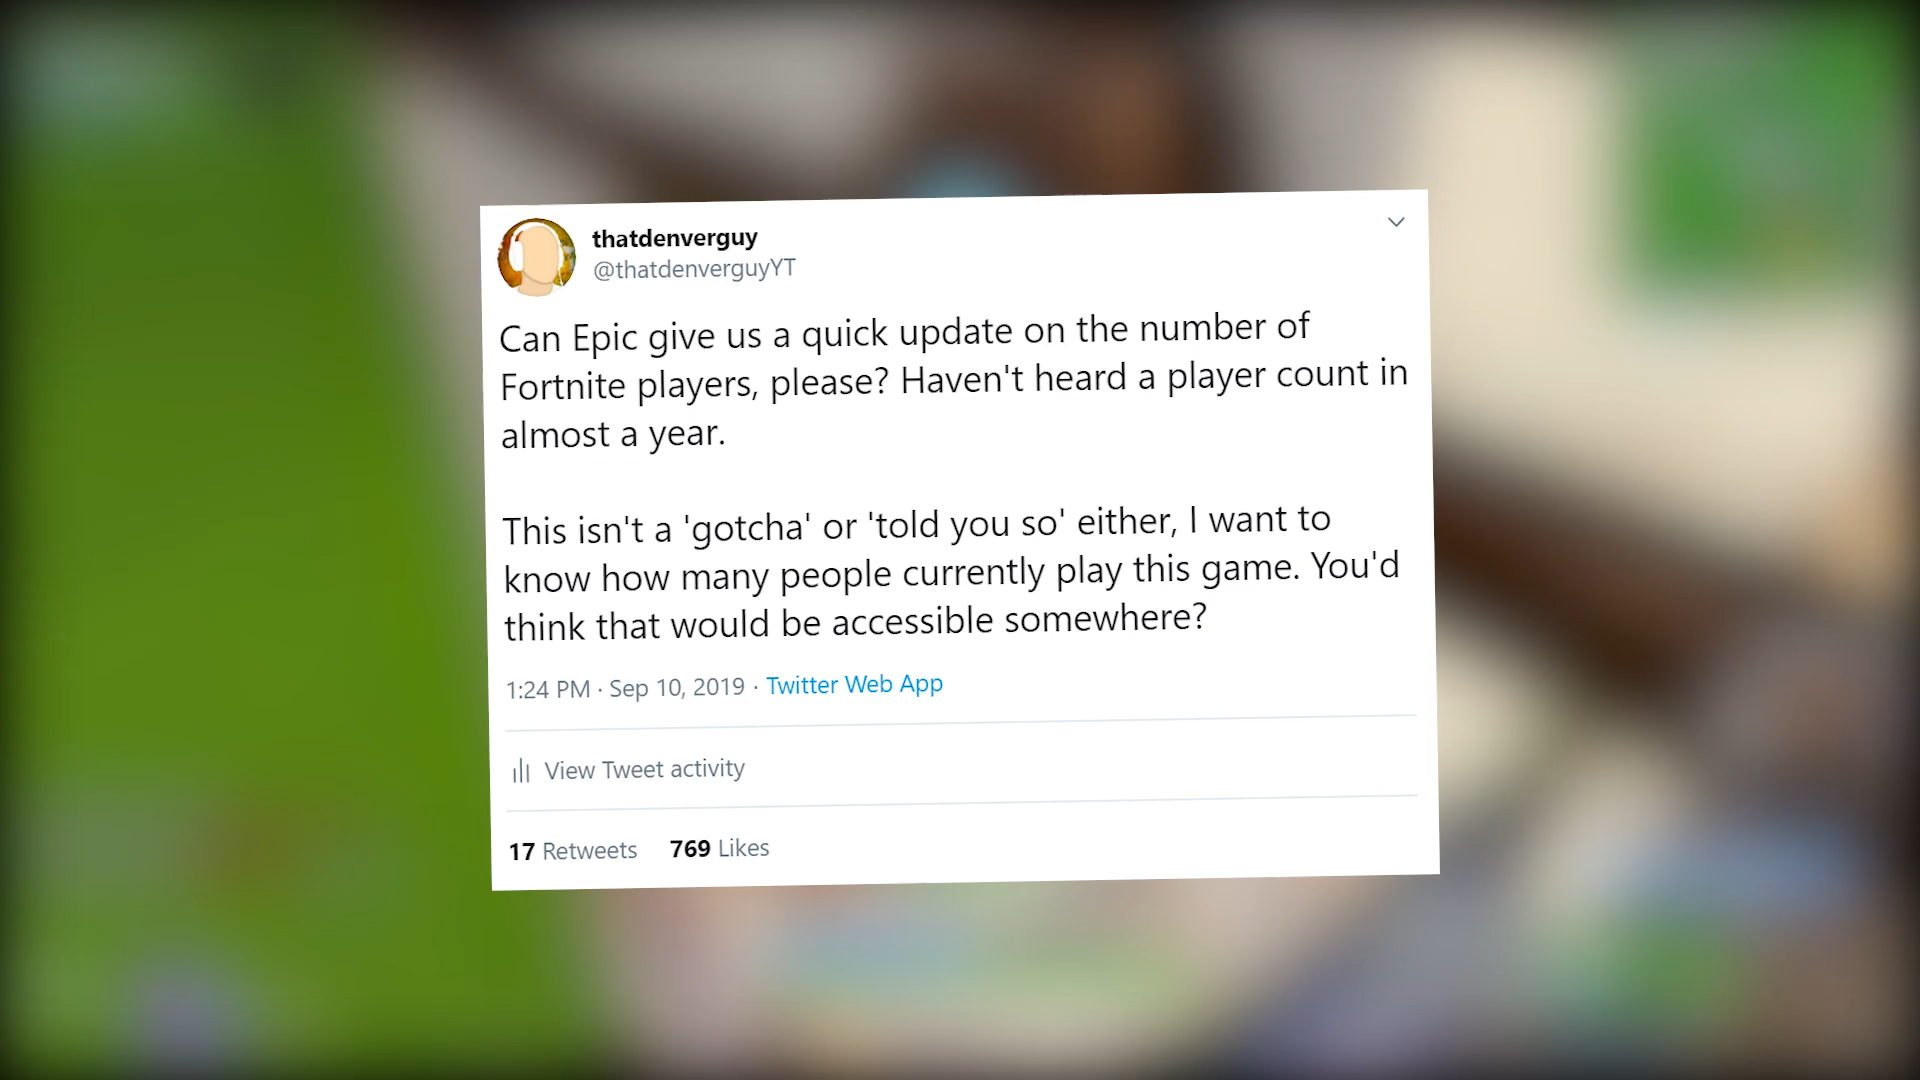 thatdenverguy
@thatdenverguyYT
Can Epic give us a quick update on the number of
Fortnite players, please? Haven't heard a player count in
almost a year.
This isn't a 'gotcha' or 'told you so' either, I want to
know how many people currently play this game. You'd
think that would be accessible somewhere?
1:24 PM · Sep 10, 2019 · Twitter Web App
View Tweet activity
17 Retweets 769 Likes